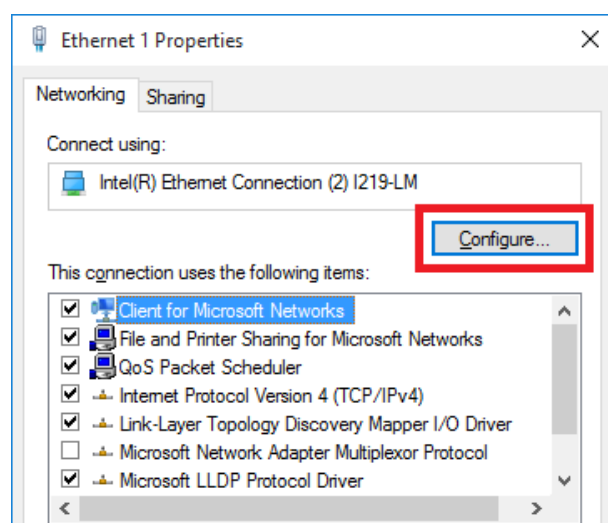 Ethernet 1 Properties
Networking
Sharing
Connect using:
Intel(R) Ethernet Connection (2) I219-LM
Configure...
This connection uses the following items:
Client for Microsoft Networks
File and Printer Sharing for Microsoft Networks
QoS Packet Scheduler
Internet Protocol Version 4 (TCP/IPv4)
Link-Layer Topology Discovery Mapper I/O Driver
Microsoft Network Adapter Multiplexor Protocol
Microsoft LLDP Protocol Driver